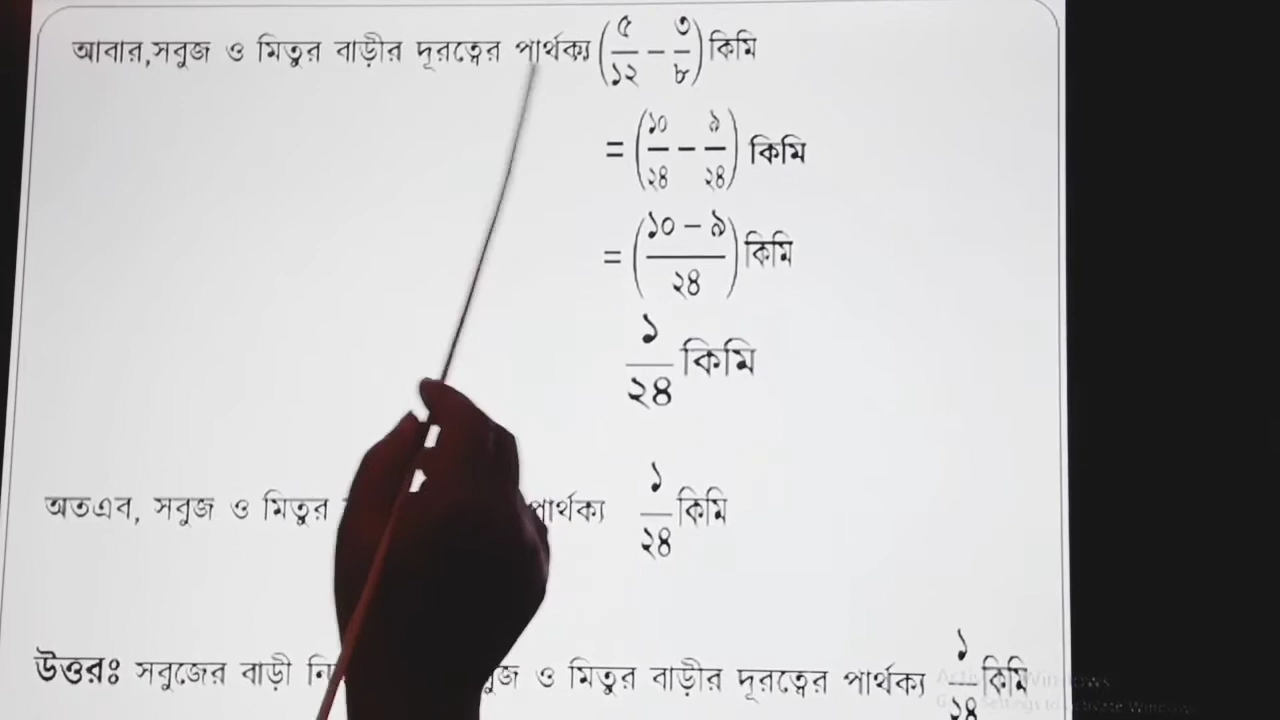 আবার,সবুজ ও মিতুর বাড়ীর দূরত্বের পার্থক্য (৫/১২ − ৩/৮) কিমি
= (১০/২৪ − ৯/২৪) কিমি
= (১০ − ৯/২৪) কিমি
১/২৪ কিমি
অতএব, সবুজ ও মিতুর পার্থক্য ১/২৪ কিমি
উত্তরঃ সবুজের বাড়ী ও মিতুর বাড়ীর দূরত্বের পার্থক্য ১/২৪ কিমি